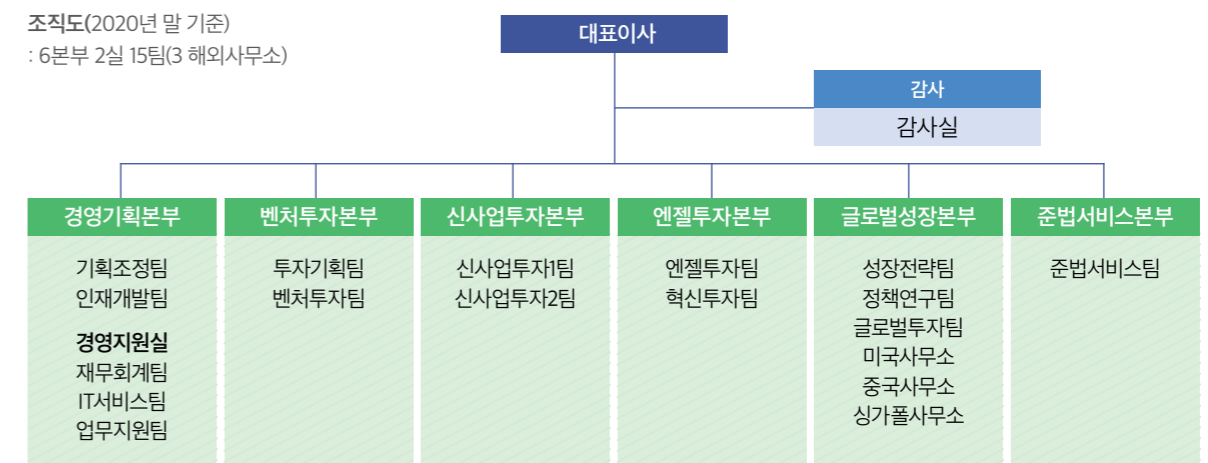 조직도(2020년 말 기준)
: 6본부 2실 15팀(3 해외사무소)
대표이사
감사
감사실
경영기획본부
기획조정팀
인재개발팀
경영지원실
재무회계팀
IT서비스팀
업무지원팀
벤처투자본부
투자기획팀
벤처투자팀
신사업투자본부
신사업투자1팀
신사업투자2팀
엔젤투자본부
엔젤투자팀
혁신투자팀
글로벌성장본부
성장전략팀
정책연구팀
글로벌투자팀
미국사무소
중국사무소
싱가폴사무소
준법서비스본부
준법서비스팀